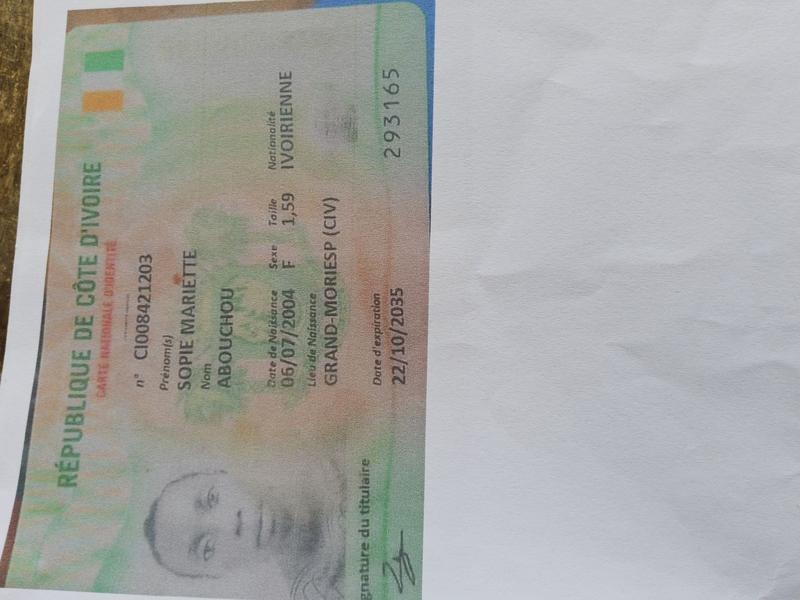 RÉPUBLIQUE DE CÔTE D'IVOIRE
CARTE NATIONALE D'IDENTITÉ
n° CI008421203
Prénom(s)
SOPIE MARIETTE
Nom
ABOUCHOU
Date de Naissance Sexe Taille Nationalité
06/07/2004 F 1,59 IVOIRIENNE
Lieu de Naissance
GRAND-MORIESP (CIV)
Date d'expiration
22/10/2035
293165
gnature du titulaire